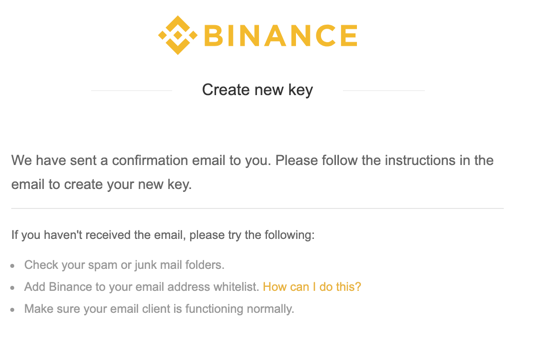 BINANCE
Create new key
We have sent a confirmation email to you. Please follow the instructions in the
email to create your new key.
If you haven't received the email, please try the following:
• Check your spam or junk mail folders.
• Add Binance to your email address whitelist. How can I do this?
• Make sure your email client is functioning normally.